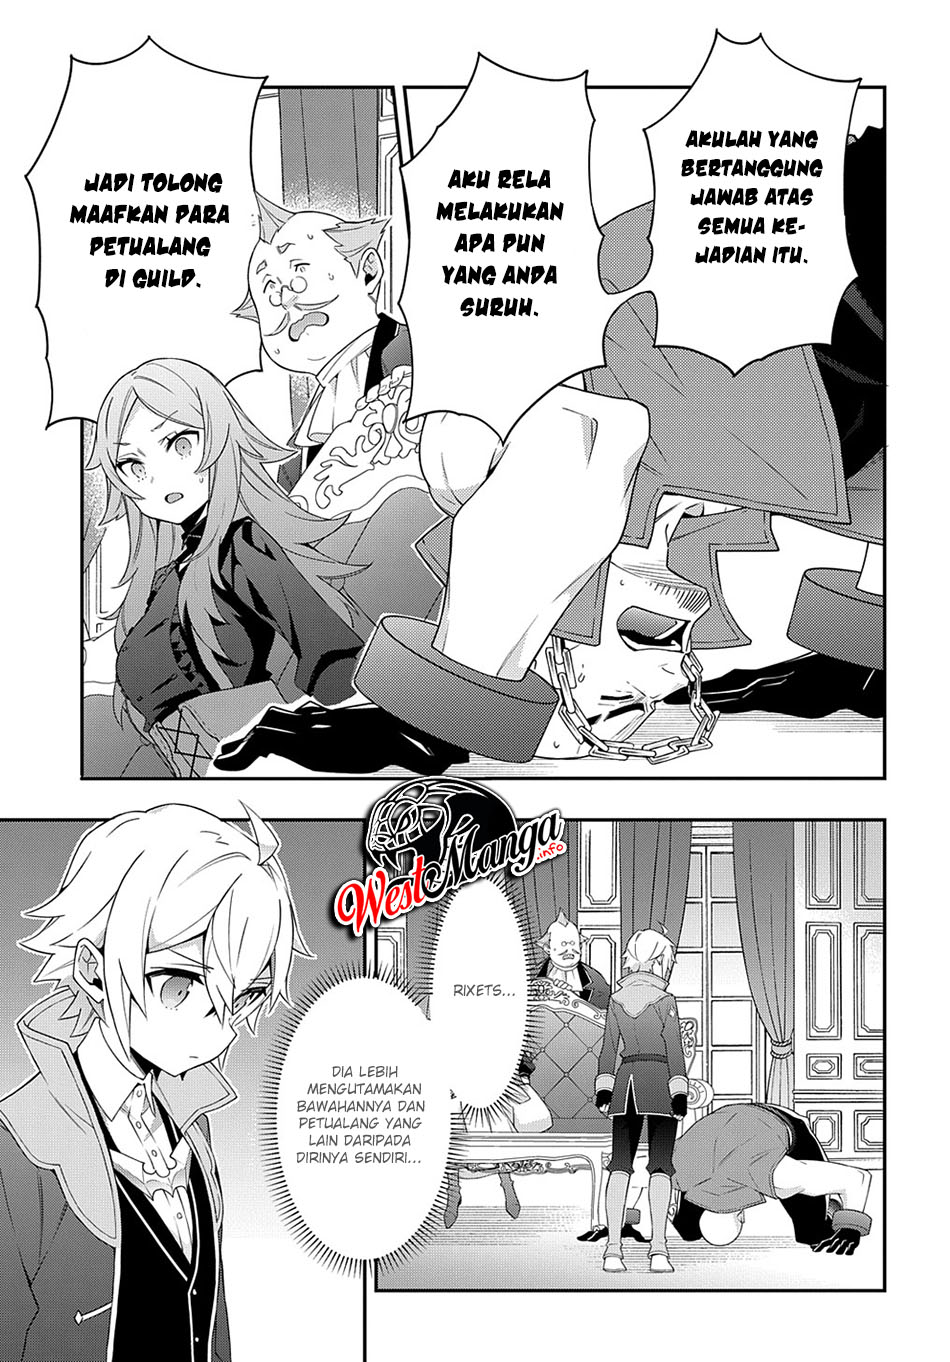 AKULAH YANG
BERTANGGUNG
JAWAB ATAS
SEMUA KE-
JADIAN ITU.
AKU RELA
MELAKUKAN
APA PUN
YANG ANDA
SURUH.
JADI TOLONG
MAAFKAN PARA
PETUALANG
DI GUILD.
WestManga
.info
RIXETS...
DIA LEBIH
MENGUTAMAKAN
BAWAHANNYA DAN
PETUALANG YANG
LAIN DARIPADA
DIRINYA SENDIRI...